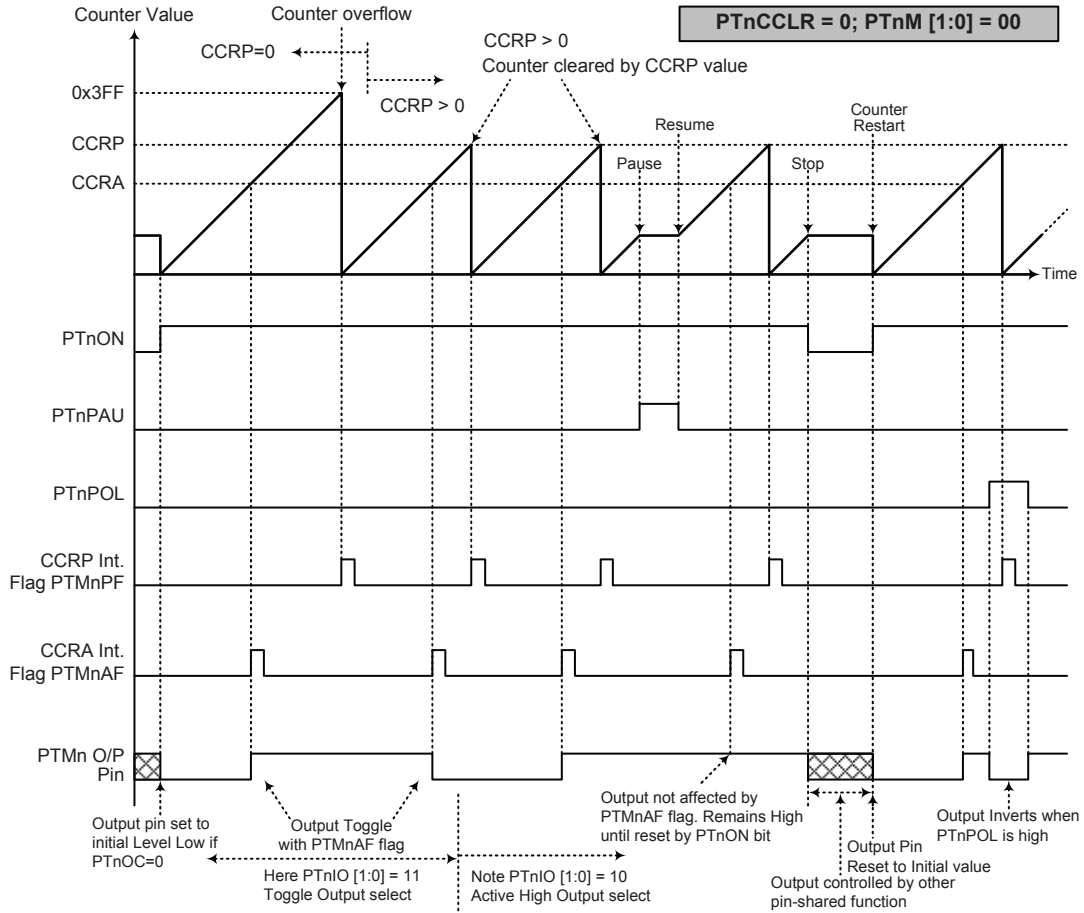 Counter Value
Counter overflow
PTnCCLR = 0; PTnM [1:0] = 00
CCRP=0
CCRP > 0
CCRP > 0
Counter cleared by CCRP value
0x3FF
CCRP
CCRA
Pause
Resume
Stop
Counter
Restart
Time
PTnON
PTnPAU
PTnPOL
CCRP Int.
Flag PTMnPF
CCRA Int.
Flag PTMnAF
PTMn O/P
Pin
Output pin set to
initial Level Low if
PTnOC=0
Output Toggle
with PTMnAF flag
Here PTnIO [1:0] = 11
Toggle Output select
Note PTnIO [1:0] = 10
Active High Output select
Output not affected by
PTMnAF flag. Remains High
until reset by PTnON bit
Output Pin
Reset to Initial value
Output controlled by other
pin-shared function
Output Inverts when
PTnPOL is high